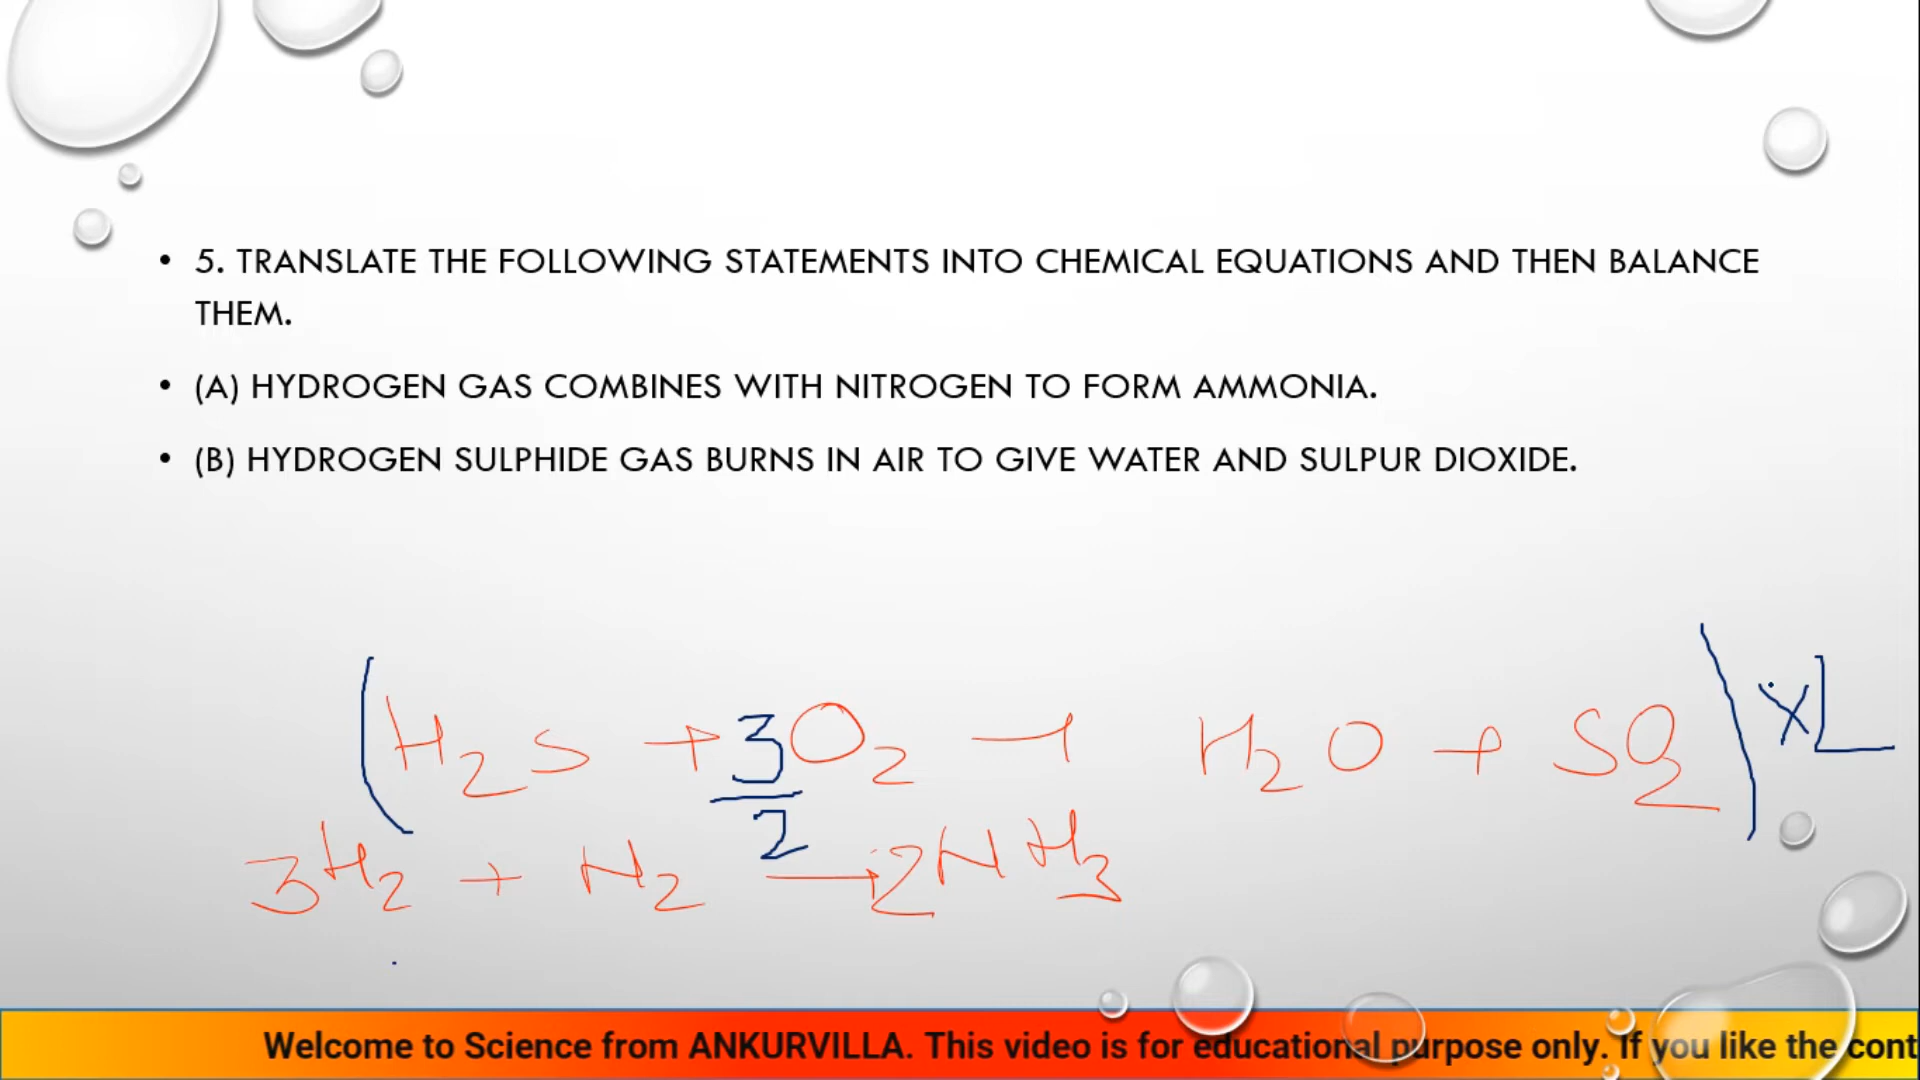 • 5. TRANSLATE THE FOLLOWING STATEMENTS INTO CHEMICAL EQUATIONS AND THEN BALANCE
THEM.
• (A) HYDROGEN GAS COMBINES WITH NITROGEN TO FORM AMMONIA.
• (B) HYDROGEN SULPHIDE GAS BURNS IN AIR TO GIVE WATER AND SULPUR DIOXIDE.
(H2S + 3/2 O2 → H2O + SO2) x2
3H2 + N2 → 2NH3
Welcome to Science from ANKURVILLA. This video is for educational purpose only. If you like the cont